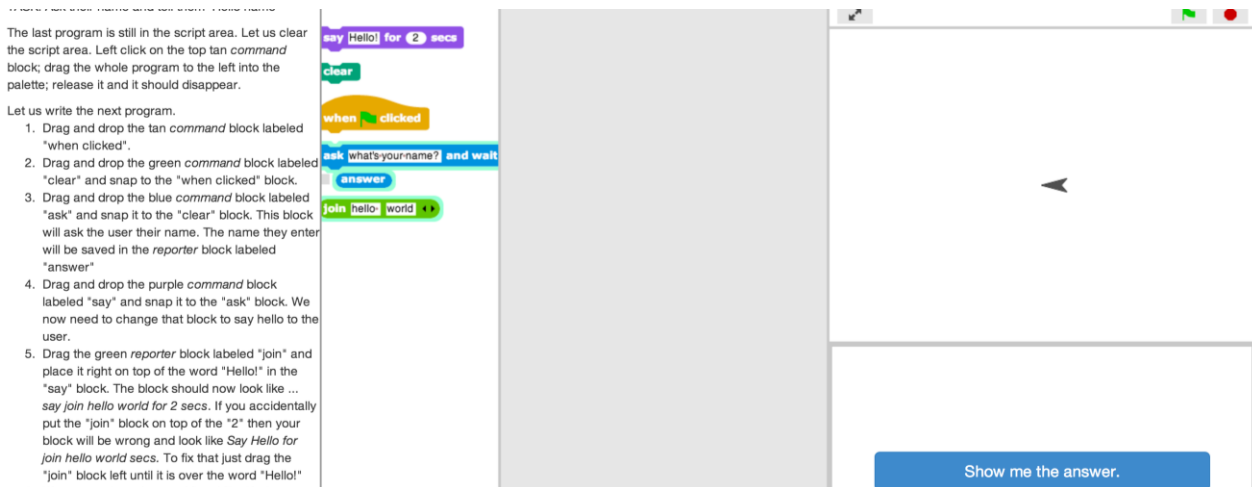 The last program is still in the script area. Let us clear
the script area. Left click on the top tan command
block; drag the whole program to the left into the
palette; release it and it should disappear.
Let us write the next program.
1. Drag and drop the tan command block labeled
"when clicked".
2. Drag and drop the green command block labeled
"clear" and snap to the "when clicked" block.
3. Drag and drop the blue command block labeled
"ask" and snap it to the "clear" block. This block
will ask the user their name. The name they enter
will be saved in the reporter block labeled
"answer"
4. Drag and drop the purple command block
labeled "say" and snap it to the "ask" block. We
now need to change that block to say hello to the
user.
5. Drag the green reporter block labeled "join" and
place it right on top of the word "Hello!" in the
"say" block. The block should now look like ...
say join hello world for 2 secs. If you accidentally
put the "join" block on top of the "2" then your
block will be wrong and look like Say Hello for
join hello world secs. To fix that just drag the
"join" block left until it is over the word "Hello!"
say Hello! for 2 secs
clear
when clicked
ask what's·your·name? and wait
answer
join hello· world
Show me the answer.